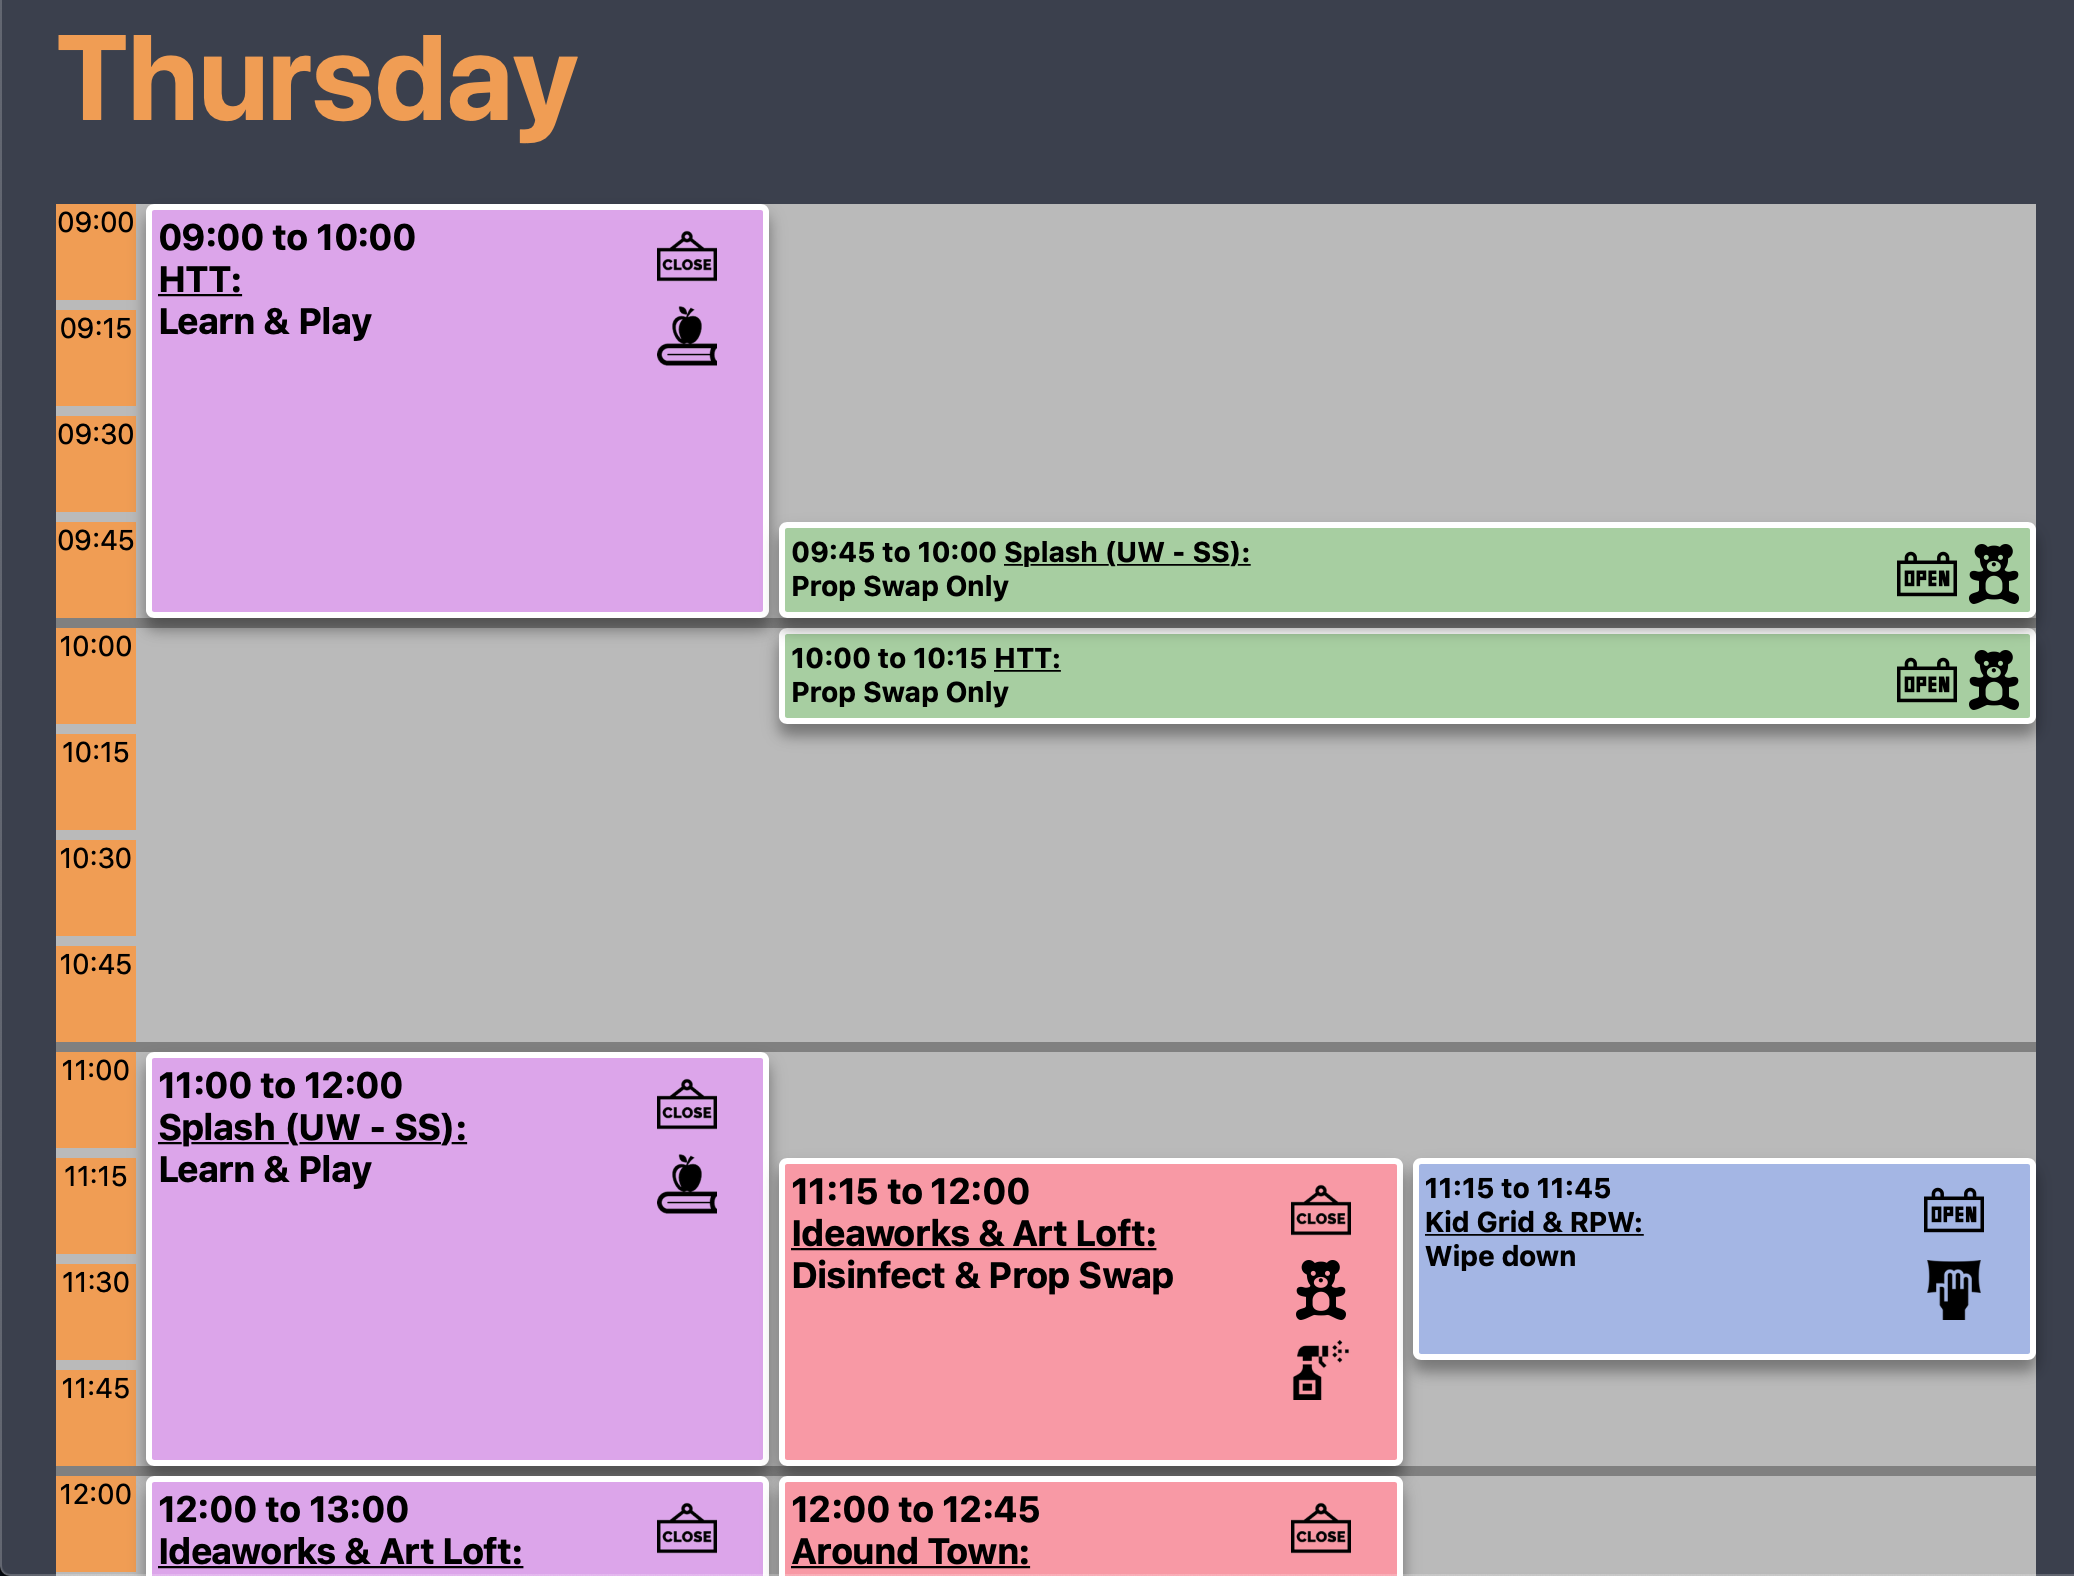 Thursday
09:00
09:00 to 10:00
HTT:
Learn & Play
CLOSE
09:15
09:30
09:45
09:45 to 10:00 Splash (UW - SS):
Prop Swap Only
OPEN
10:00
10:00 to 10:15 HTT:
Prop Swap Only
OPEN
10:15
10:30
10:45
11:00
11:00 to 12:00
Splash (UW - SS):
Learn & Play
CLOSE
11:15
11:15 to 12:00
Ideaworks & Art Loft:
Disinfect & Prop Swap
CLOSE
11:15 to 11:45
Kid Grid & RPW:
Wipe down
OPEN
11:30
11:45
12:00
12:00 to 13:00
Ideaworks & Art Loft:
CLOSE
12:00 to 12:45
Around Town:
CLOSE